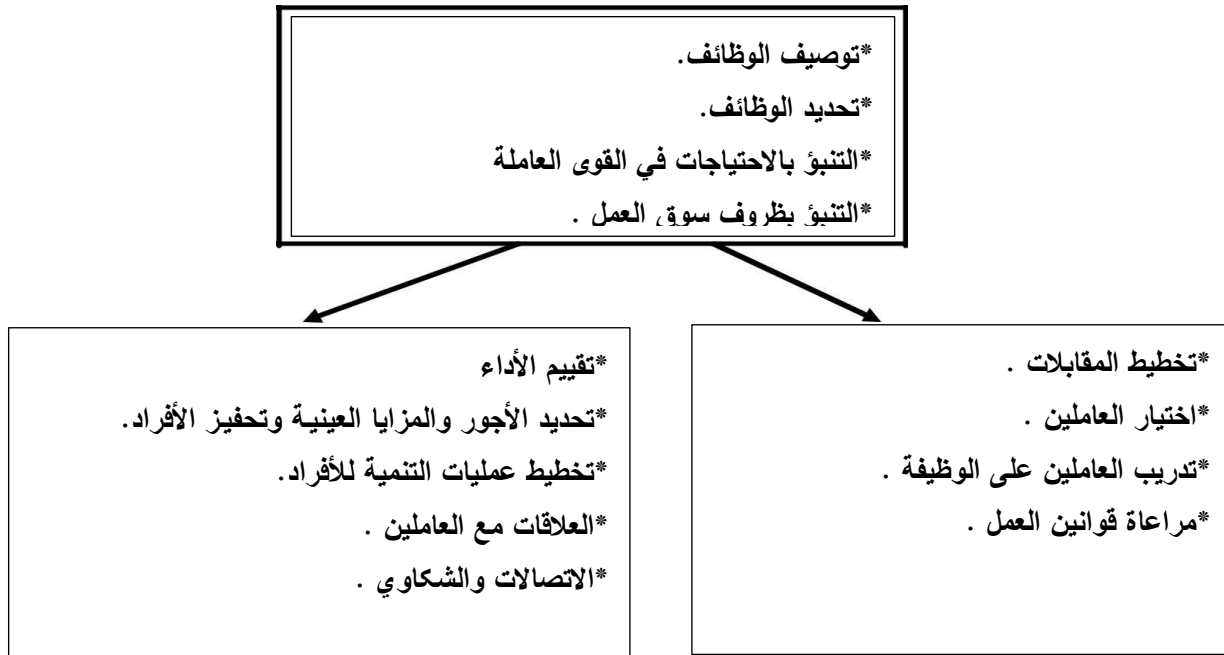 *توصيف الوظائف.
*تحديد الوظائف.
*التنبؤ بالاحتياجات في القوى العاملة
*التنبؤ بظروف سوق العمل .
*تخطيط المقابلات .
*اختيار العاملين .
*تدريب العاملين على الوظيفة .
*مراعاة قوانين العمل .
*تقييم الأداء
*تحديد الأجور والمزايا العينية وتحفيز الأفراد.
*تخطيط عمليات التنمية للأفراد.
*العلاقات مع العاملين .
*الاتصالات والشكاوي .